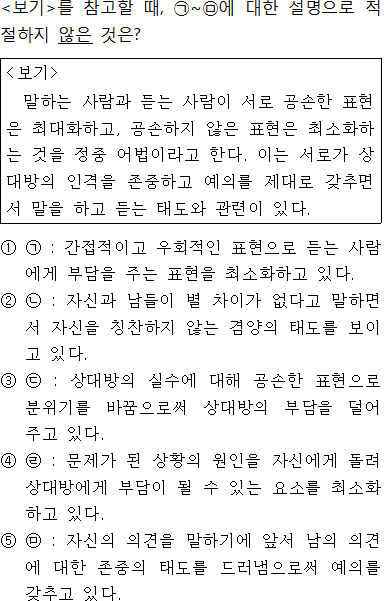 <보기>를 참고할 때, ㉠~㉤에 대한 설명으로 적
절하지 않은 것은?
<보기>
말하는 사람과 듣는 사람이 서로 공손한 표현
은 최대화하고, 공손하지 않은 표현은 최소화하
는 것을 정중 어법이라고 한다. 이는 서로가 상
대방의 인격을 존중하고 예의를 제대로 갖추면
서 말을 하고 듣는 태도와 관련이 있다.
① ㉠ : 간접적이고 우회적인 표현으로 듣는 사람
에게 부담을 주는 표현을 최소화하고 있다.
② ㉡ : 자신과 남들이 별 차이가 없다고 말하면
서 자신을 칭찬하지 않는 겸양의 태도를 보이
고 있다.
③ ㉢ : 상대방의 실수에 대해 공손한 표현으로
분위기를 바꿈으로써 상대방의 부담을 덜어
주고 있다.
④ ㉣ : 문제가 된 상황의 원인을 자신에게 돌려
상대방에게 부담이 될 수 있는 요소를 최소화
하고 있다.
⑤ ㉤ : 자신의 의견을 말하기에 앞서 남의 의견
에 대한 존중의 태도를 드러냄으로써 예의를
갖추고 있다.